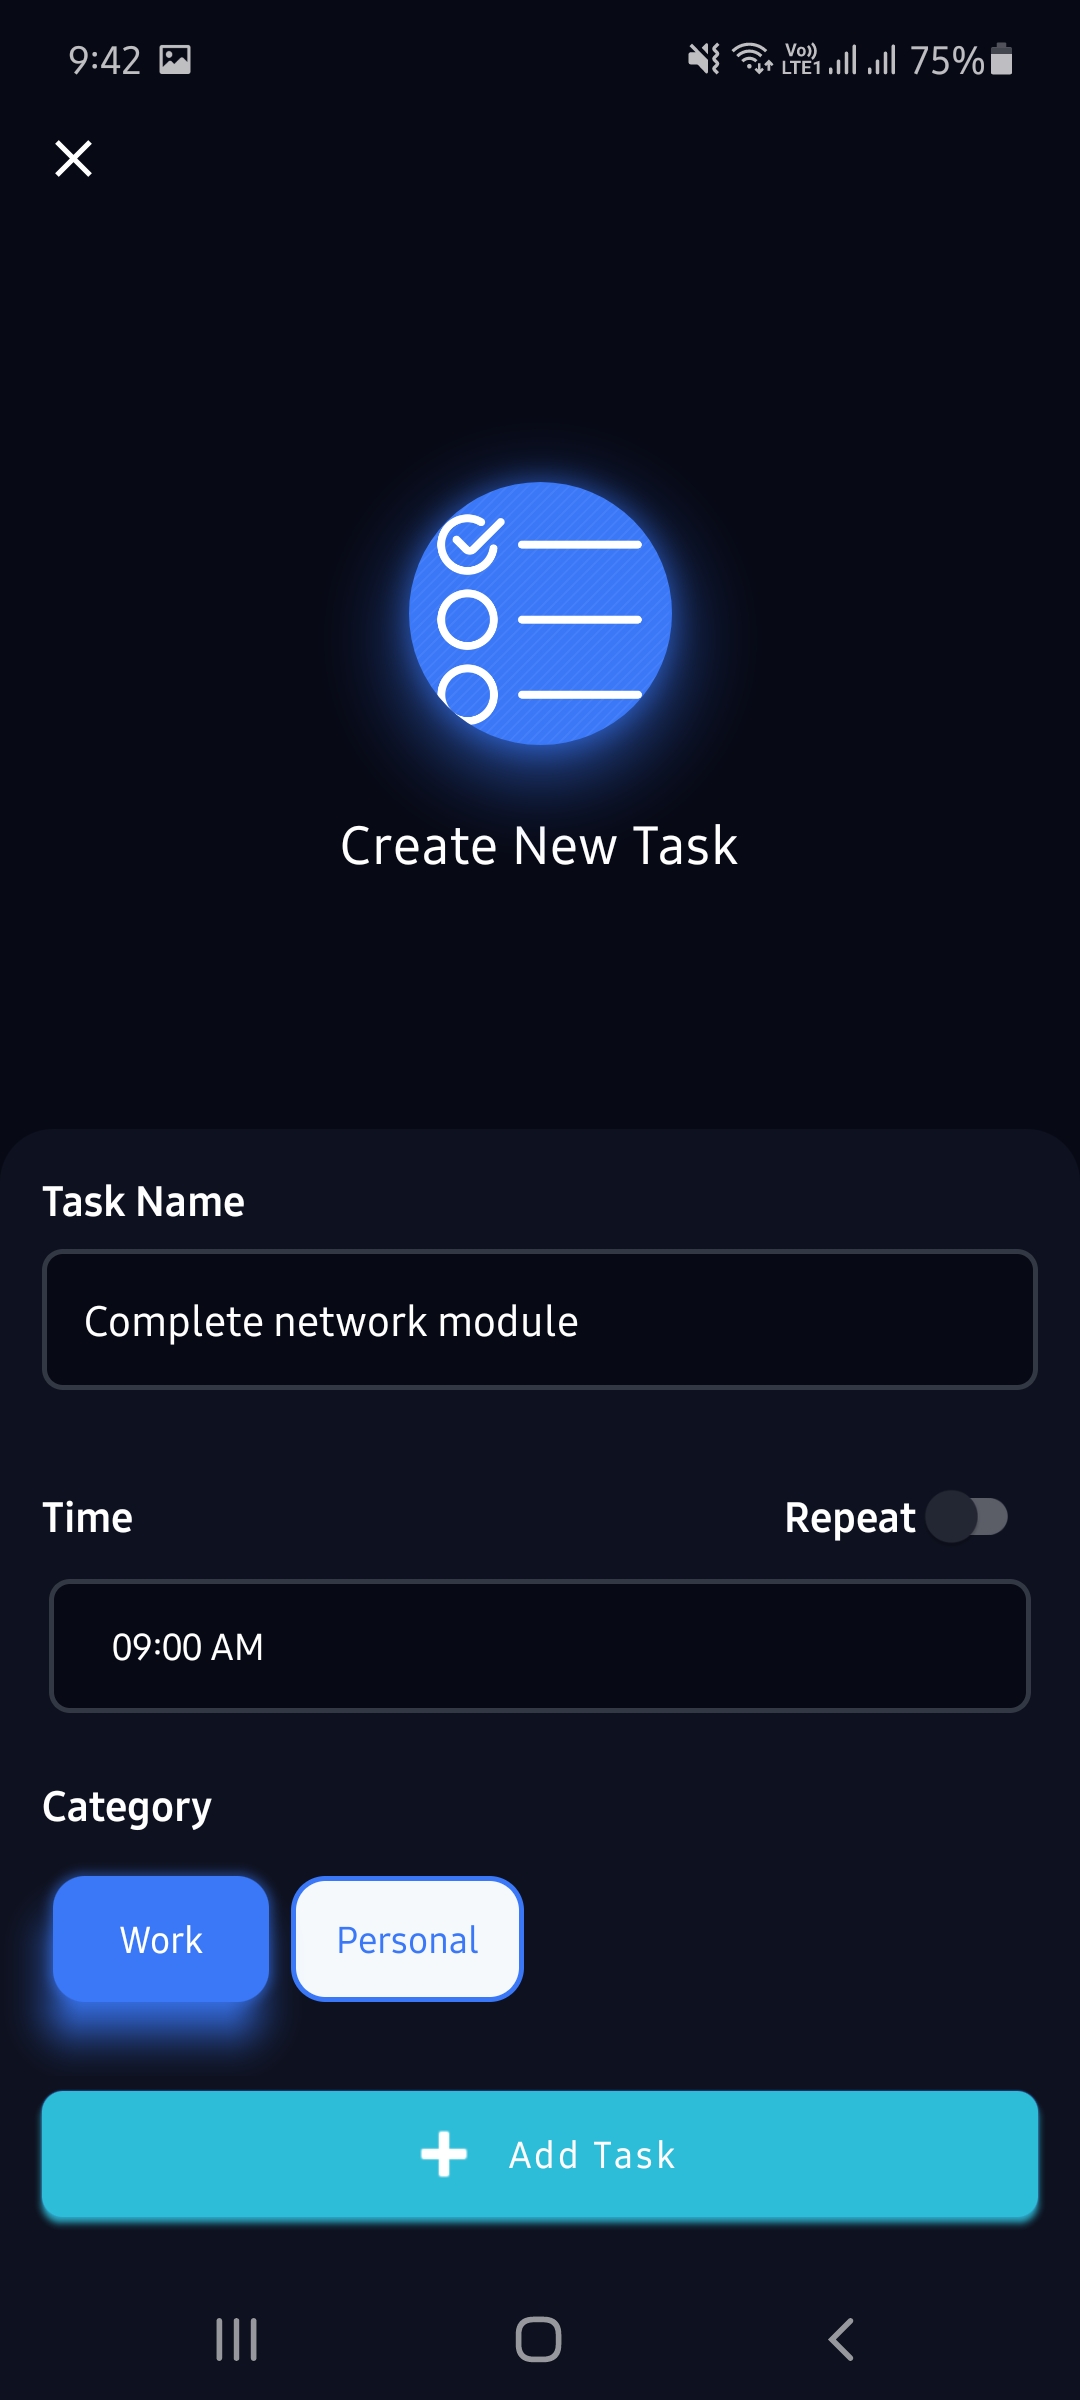 9:42
Vo)) LTE1 75%
Create New Task
Task Name
Complete network module
Time Repeat
09:00 AM
Category
Work Personal
Add Task